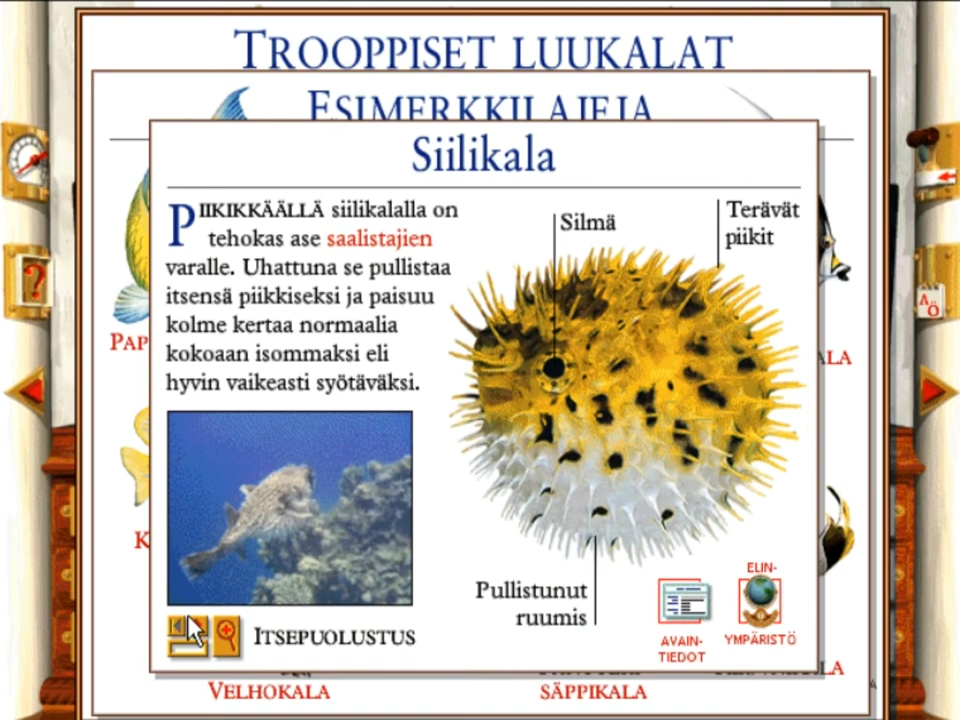 TROOPPISET LUUKALAT
ESIMERKKILAJEJA
Siilikala
PIIKIKKÄÄLLÄ siilikalalla on
tehokas ase saalistajien
varalle. Uhattuna se pullistaa
itsensä piikkiseksi ja paisuu
kolme kertaa normaalia
kokoaan isommaksi eli
hyvin vaikeasti syötäväksi.
Silmä
Terävät
piikit
Pullistunut
ruumis
ITSEPUOLUSTUS
AVAIN-
TIEDOT
ELIN-
YMPÄRISTÖ
PAP
ALA
K
VELHOKALA
SÄPPIKALA
?
A
Ö